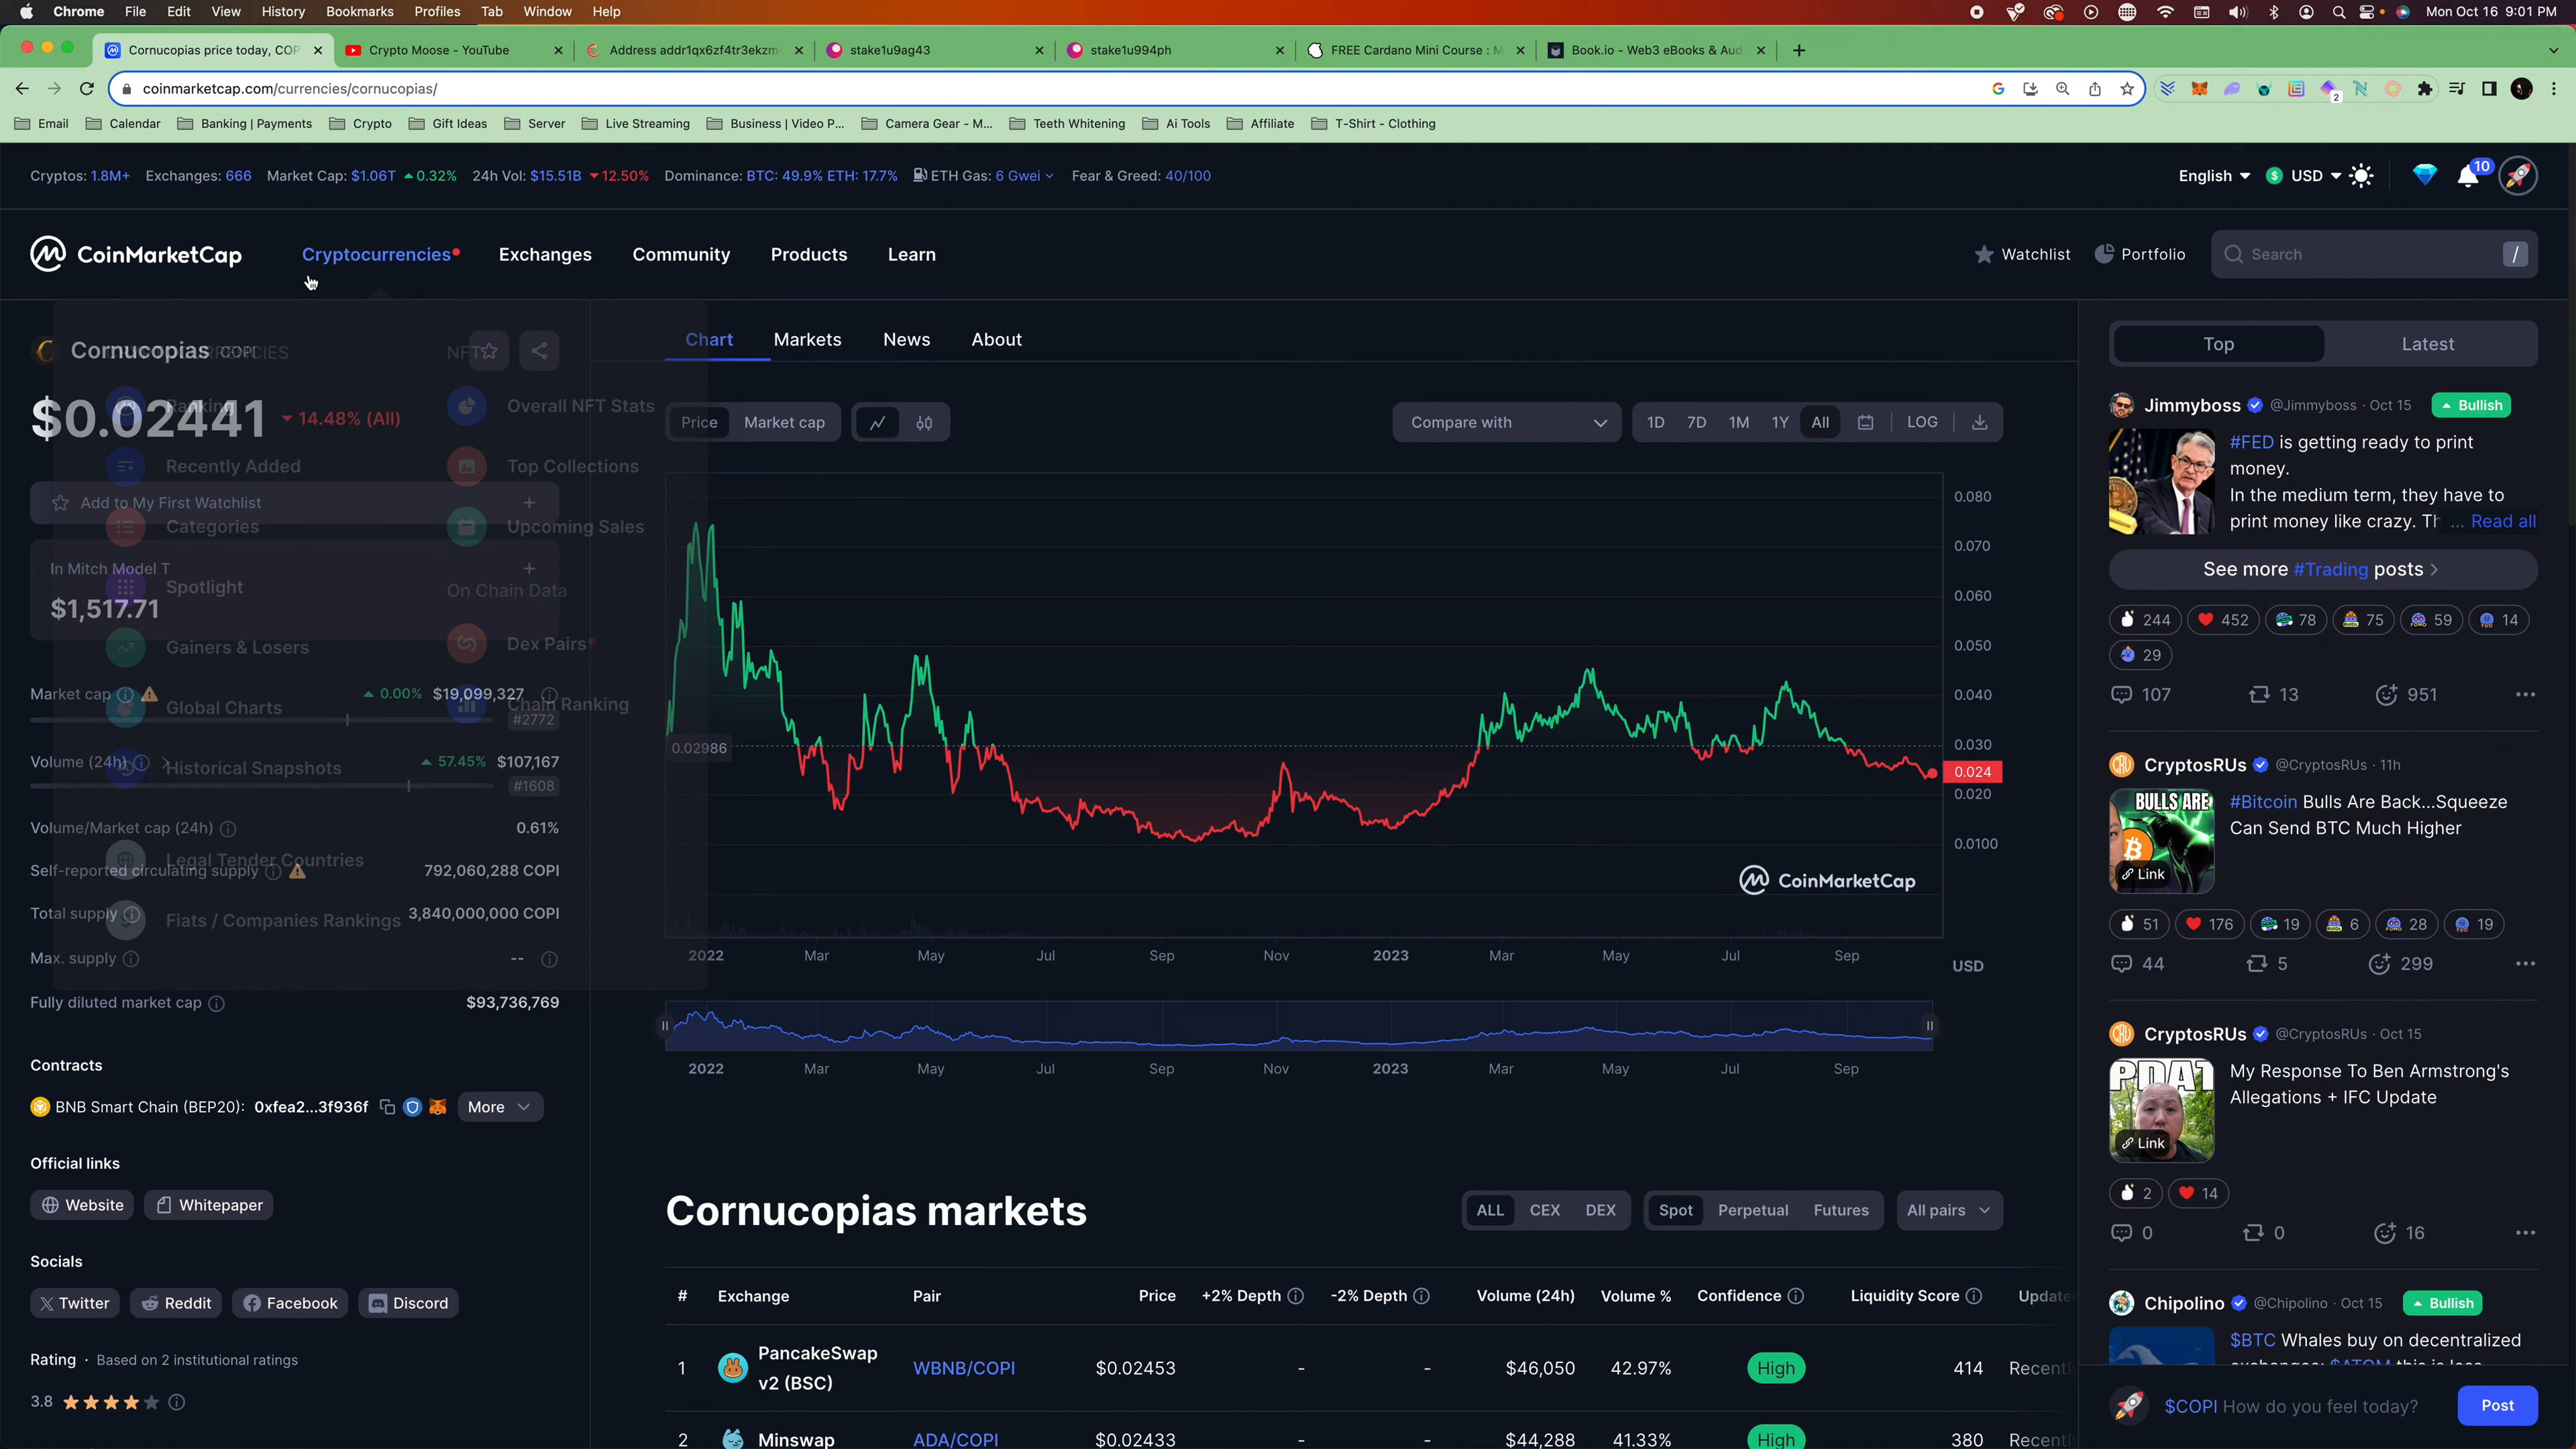 Chrome File Edit View History Bookmarks Profiles Tab Window Help Mon Oct 16 9:01 PM
Cornucopias price today, COP Crypto Moose - YouTube Address addr1qx6zf4tr3ekzm stake1u9ag43 stake1u994ph FREE Cardano Mini Course : M Book.io - Web3 eBooks & Aud
coinmarketcap.com/currencies/cornucopias/ 2
Email Calendar Banking | Payments Crypto Gift Ideas Server Live Streaming Business | Video P... Camera Gear - M... Teeth Whitening Ai Tools Affiliate T-Shirt - Clothing
Cryptos: 1.8M+ Exchanges: 666 Market Cap: $1.06T 0.32% 24h Vol: $15.51B 12.50% Dominance: BTC: 49.9% ETH: 17.7% ETH Gas: 6 Gwei Fear & Greed: 40/100 English USD 10
CoinMarketCap Cryptocurrencies Exchanges Community Products Learn Watchlist Portfolio Search /
Cornucopias COPI
$0.02441 14.48% (All)
Add to My First Watchlist +
In Mitch Model T +
$1,517.71
Market cap 0.00% $19,099,327
#2772
Volume (24h) 57.45% $107,167
#1608
Volume/Market cap (24h) 0.61%
Self-reported circulating supply 792,060,288 COPI
Total supply 3,840,000,000 COPI
Max. supply --
Fully diluted market cap $93,736,769
Ranking
Recently Added
Categories
Spotlight
Gainers & Losers
Global Charts
Historical Snapshots
Legal Tender Countries
Fiats / Companies Rankings
NFT
Overall NFT Stats
Top Collections
Upcoming Sales
On Chain Data
Dex Pairs
Chain Ranking
Contracts
BNB Smart Chain (BEP20): 0xfea2...3f936f More
Official links
Website Whitepaper
Socials
Twitter Reddit Facebook Discord
Rating · Based on 2 institutional ratings
3.8
Chart Markets News About
Price Market cap Compare with 1D 7D 1M 1Y All LOG
0.080
0.070
0.060
0.050
0.040
0.030
0.02986
0.024
0.020
0.0100
CoinMarketCap
2022 Mar May Jul Sep Nov 2023 Mar May Jul Sep
USD
2022 Mar May Jul Sep Nov 2023 Mar May Jul Sep
Cornucopias markets ALL CEX DEX Spot Perpetual Futures All pairs
# Exchange Pair Price +2% Depth -2% Depth Volume (24h) Volume % Confidence Liquidity Score Update
1 PancakeSwap v2 (BSC) WBNB/COPI $0.02453 - - $46,050 42.97% High 414 Recently
2 Minswap ADA/COPI $0.02433 - - $44,288 41.33% High 380 Recently
Top Latest
Jimmyboss @Jimmyboss · Oct 15 Bullish
#FED is getting ready to print
money.
In the medium term, they have to
print money like crazy. Th ... Read all
See more #Trading posts
244 452 78 75 59 14
29
107 13 951
CryptosRUs @CryptosRUs · 11h
BULLS ARE
#Bitcoin Bulls Are Back...Squeeze
Can Send BTC Much Higher
Link
51 176 19 6 28 19
44 5 299
CryptosRUs @CryptosRUs · Oct 15
My Response To Ben Armstrong's
Allegations + IFC Update
Link
2 14
0 0 16
Chipolino @Chipolino · Oct 15 Bullish
$BTC Whales buy on decentralized
$COPI How do you feel today? Post